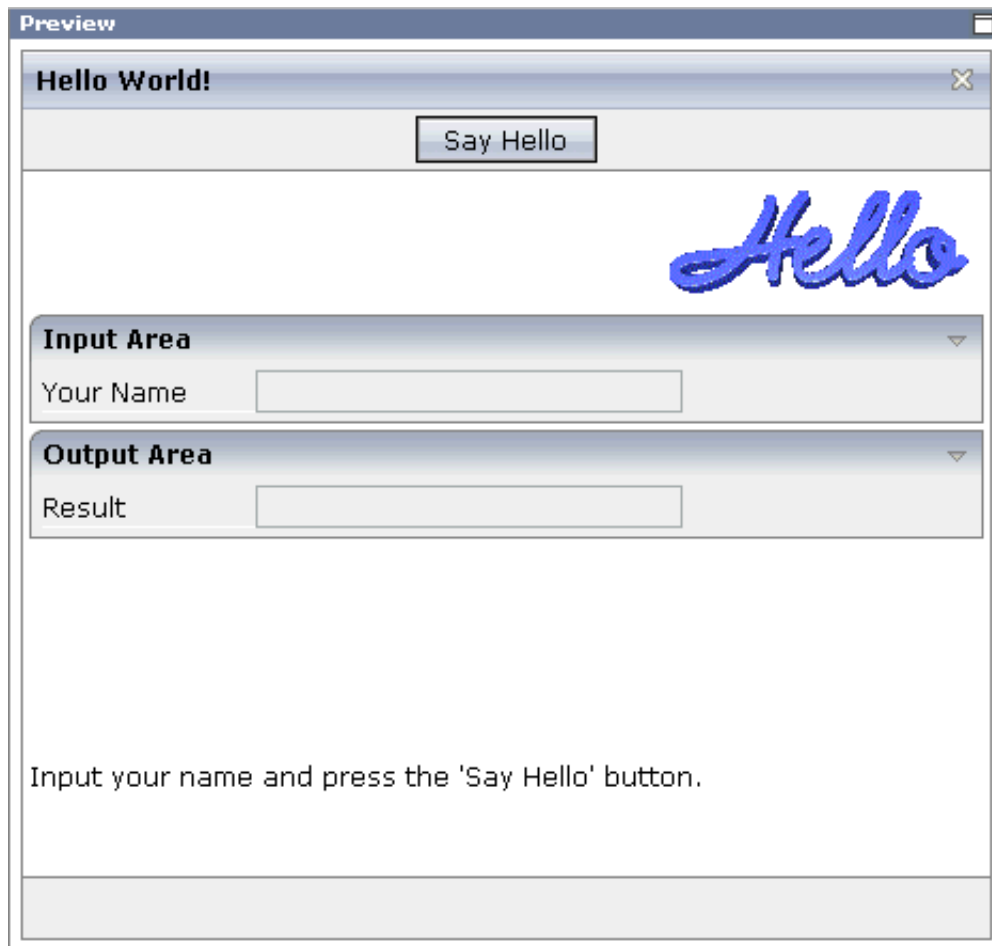 Preview
Hello World!
Say Hello
Hello
Input Area
Your Name
Output Area
Result
Input your name and press the 'Say Hello' button.